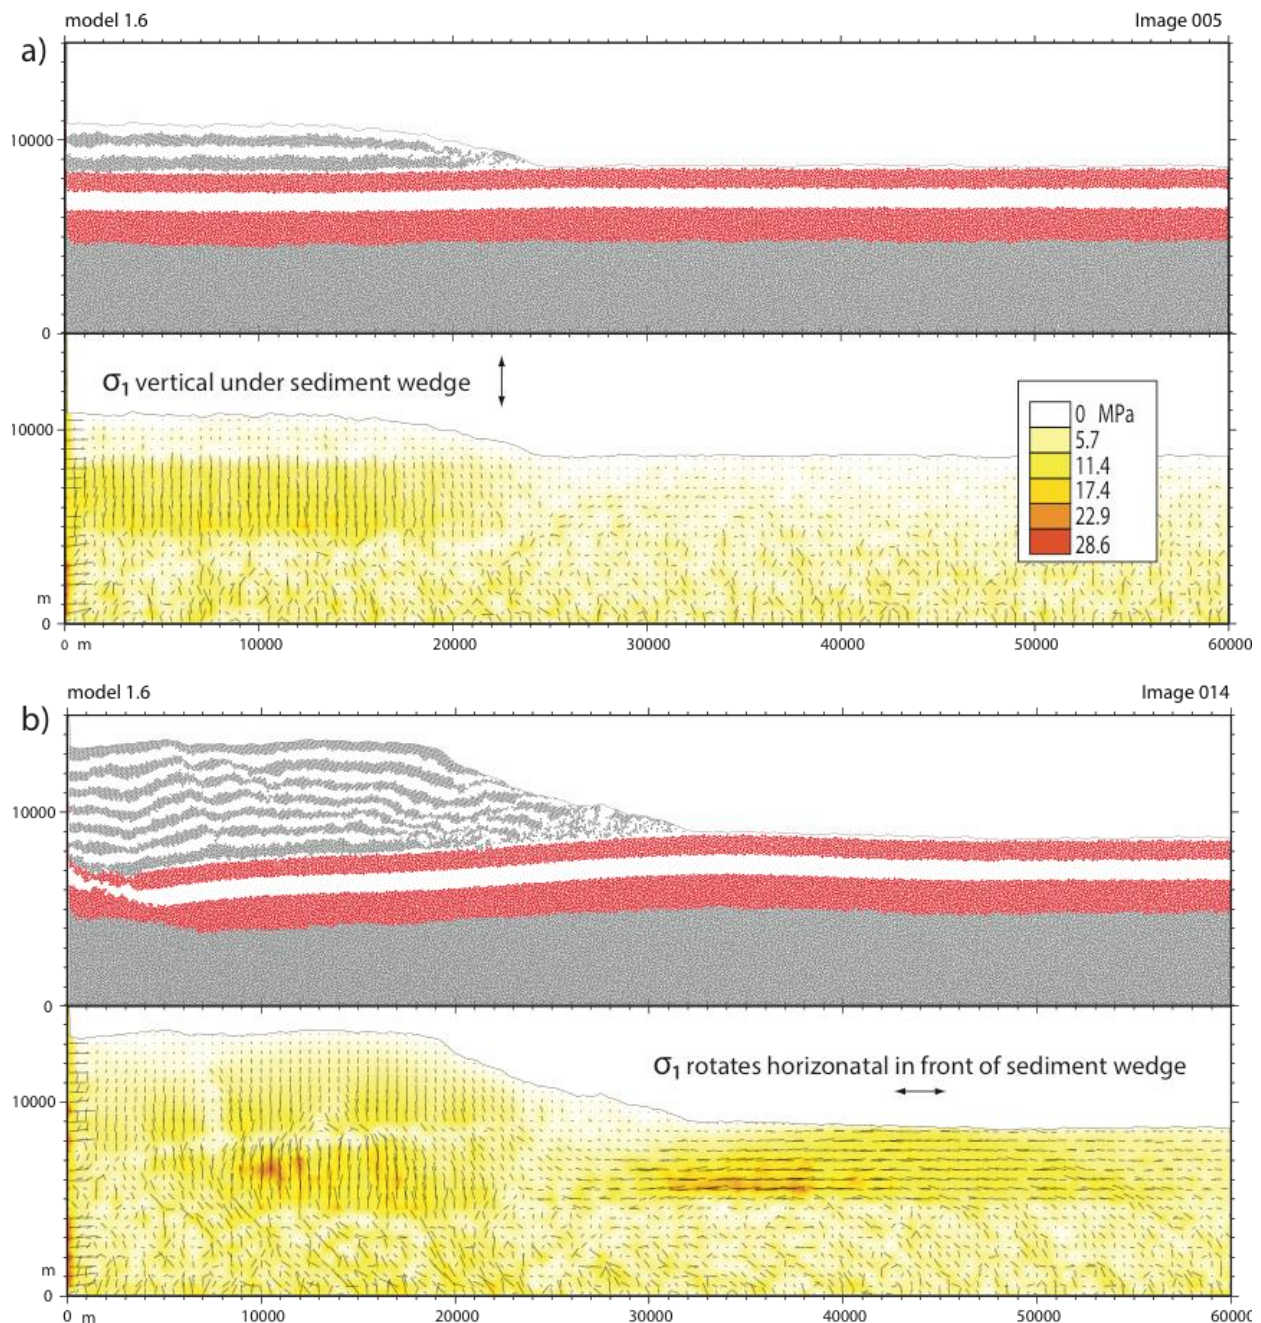 model 1.6 Image 005
a)
10000
0
σ1 vertical under sediment wedge
0 MPa
5.7
11.4
17.4
22.9
28.6
10000
m
0
0 m 10000 20000 30000 40000 50000 60000
model 1.6 Image 014
b)
10000
0
σ1 rotates horizonatal in front of sediment wedge
10000
m
0
0 m 10000 20000 30000 40000 50000 60000